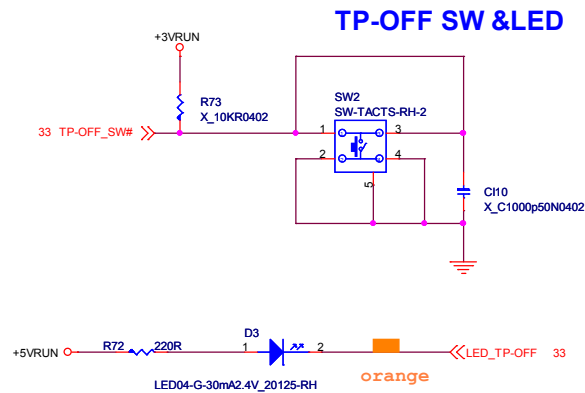 TP-OFF SW &LED
+3VRUN
R73
X_10KR0402
SW2
SW-TACTS-RH-2
33 TP-OFF_SW#
1
3
2
4
5
CI10
X_C1000p50N0402
+5VRUN
R72
220R
D3
1
2
LED_TP-OFF 33
LED04-G-30mA2.4V_20125-RH
orange